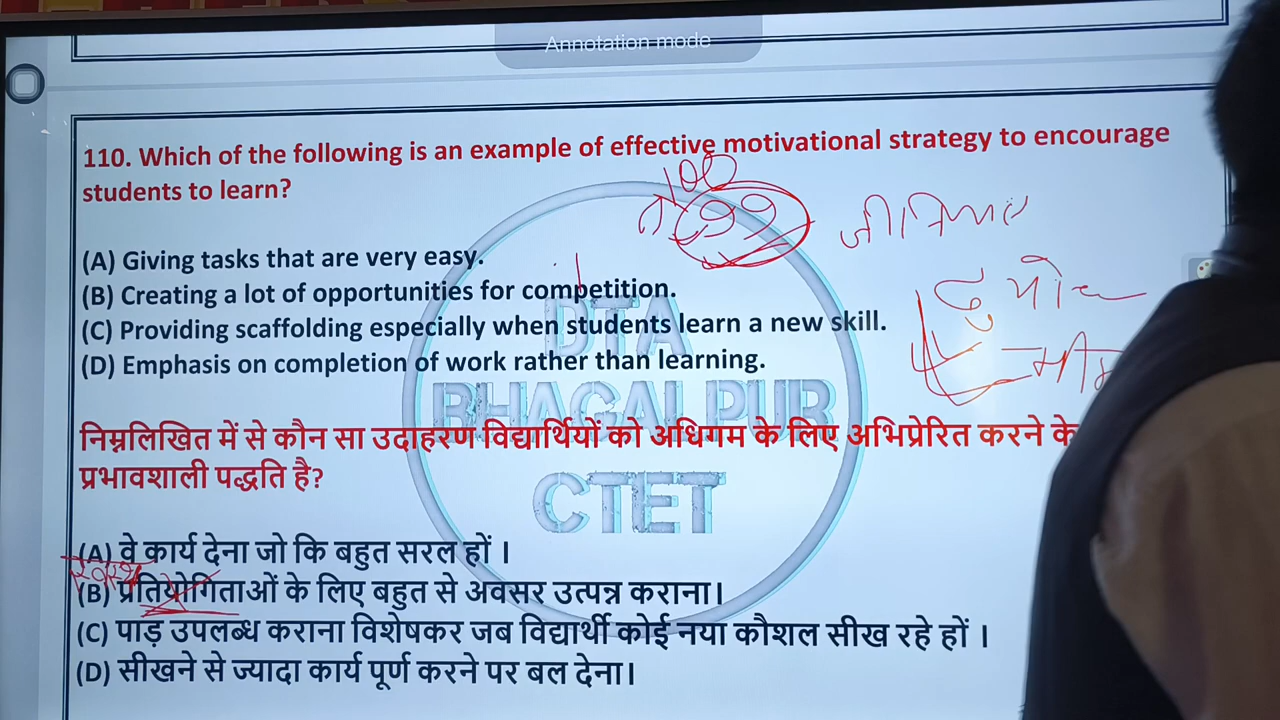 Annotation mode
110. Which of the following is an example of effective motivational strategy to encourage
students to learn?
100
99
(A) Giving tasks that are very easy.
(B) Creating a lot of opportunities for competition.
(C) Providing scaffolding especially when students learn a new skill.
(D) Emphasis on completion of work rather than learning.
DTA
BHAGALPUR
CTET
निम्नलिखित में से कौन सा उदाहरण विद्यार्थियों को अधिगम के लिए अभिप्रेरित करने के
प्रभावशाली पद्धति है?
(A) वे कार्य देना जो कि बहुत सरल हों ।
(B) प्रतियोगिताओं के लिए बहुत से अवसर उत्पन्न कराना।
(C) पाड़ उपलब्ध कराना विशेषकर जब विद्यार्थी कोई नया कौशल सीख रहे हों ।
(D) सीखने से ज्यादा कार्य पूर्ण करने पर बल देना।